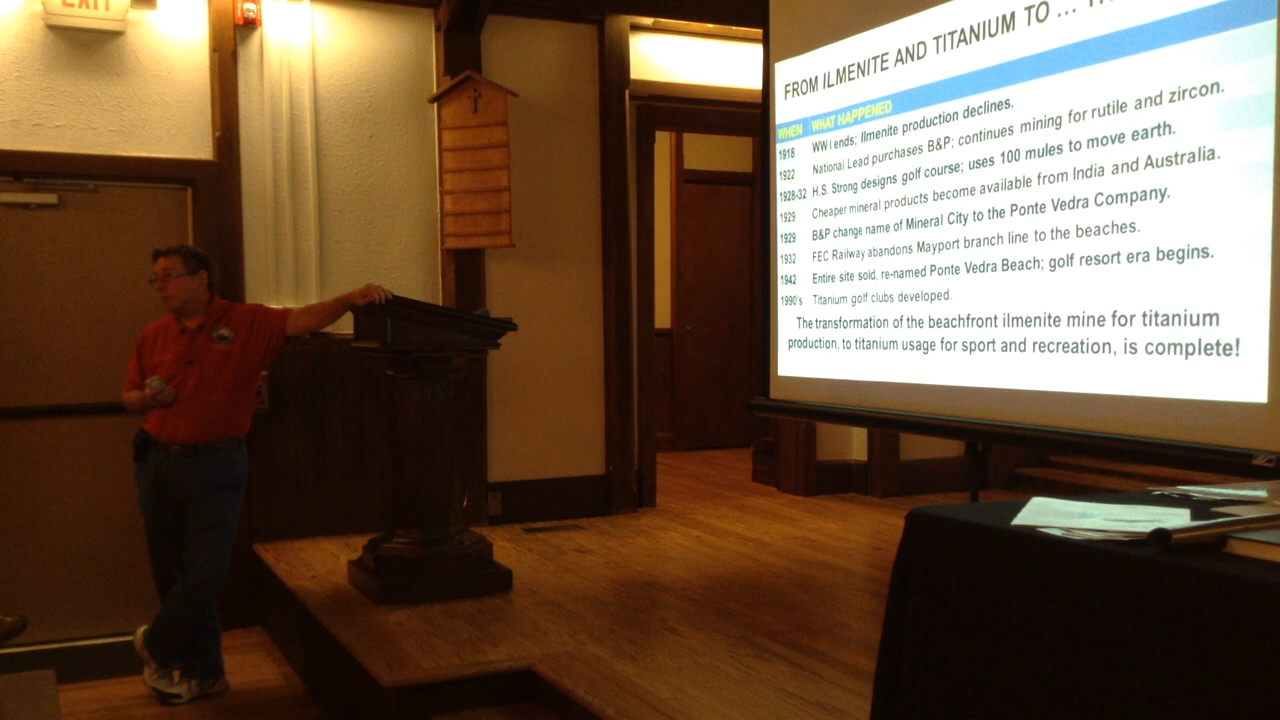 EXIT
FROM ILMENITE AND TITANIUM TO ...
WHEN WHAT HAPPENED
1918 WW I ends; Ilmenite production declines.
1922 National Lead purchases B&P; continues mining for rutile and zircon.
1928-32 H.S. Strong designs golf course; uses 100 mules to move earth.
1929 Cheaper mineral products become available from India and Australia.
1929 B&P change name of Mineral City to the Ponte Vedra Company.
1932 FEC Railway abandons Mayport branch line to the beaches.
1942 Entire site sold, re-named Ponte Vedra Beach; golf resort era begins.
1990's Titanium golf clubs developed.
The transformation of the beachfront ilmenite mine for titanium
production, to titanium usage for sport and recreation, is complete!